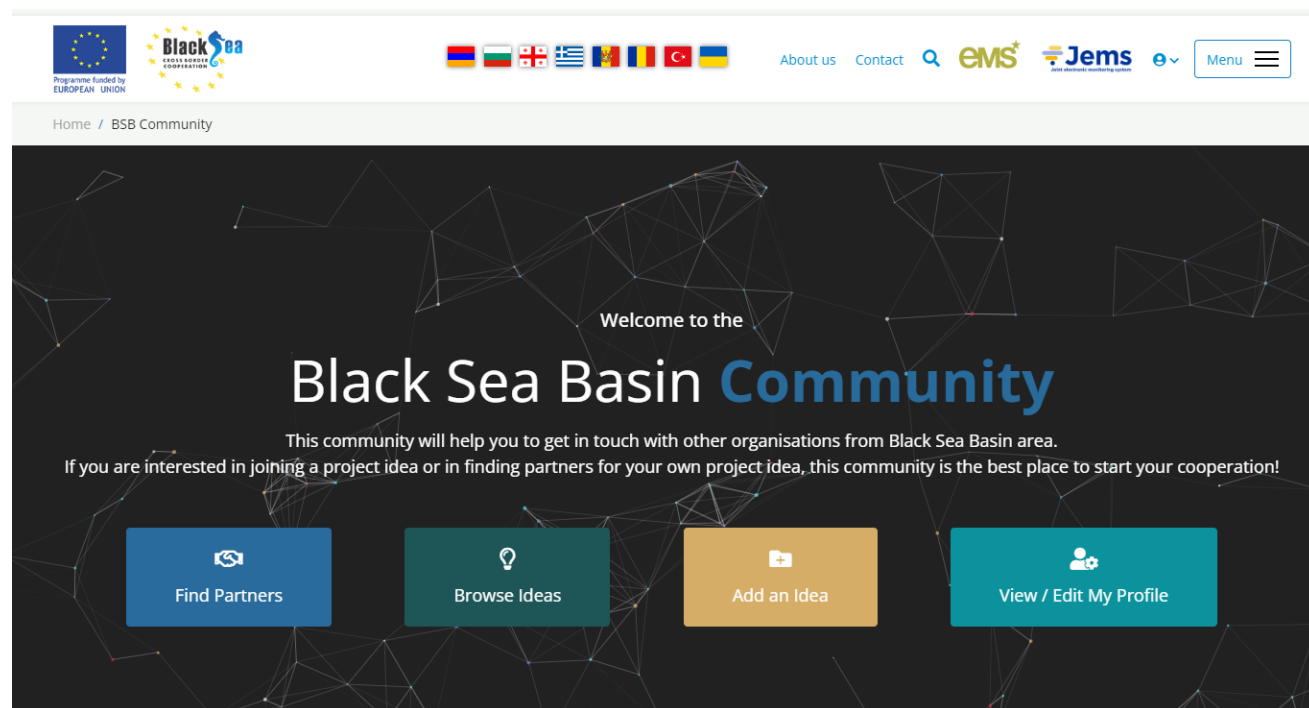 Programme funded by
EUROPEAN UNION
Black Sea
CROSS BORDER
COOPERATION
About us
Contact
eMS
Jems
Joint electronic monitoring system
Menu
Home / BSB Community
Welcome to the
Black Sea Basin Community
This community will help you to get in touch with other organisations from Black Sea Basin area.
If you are interested in joining a project idea or in finding partners for your own project idea, this community is the best place to start your cooperation!
Find Partners
Browse Ideas
Add an Idea
View / Edit My Profile